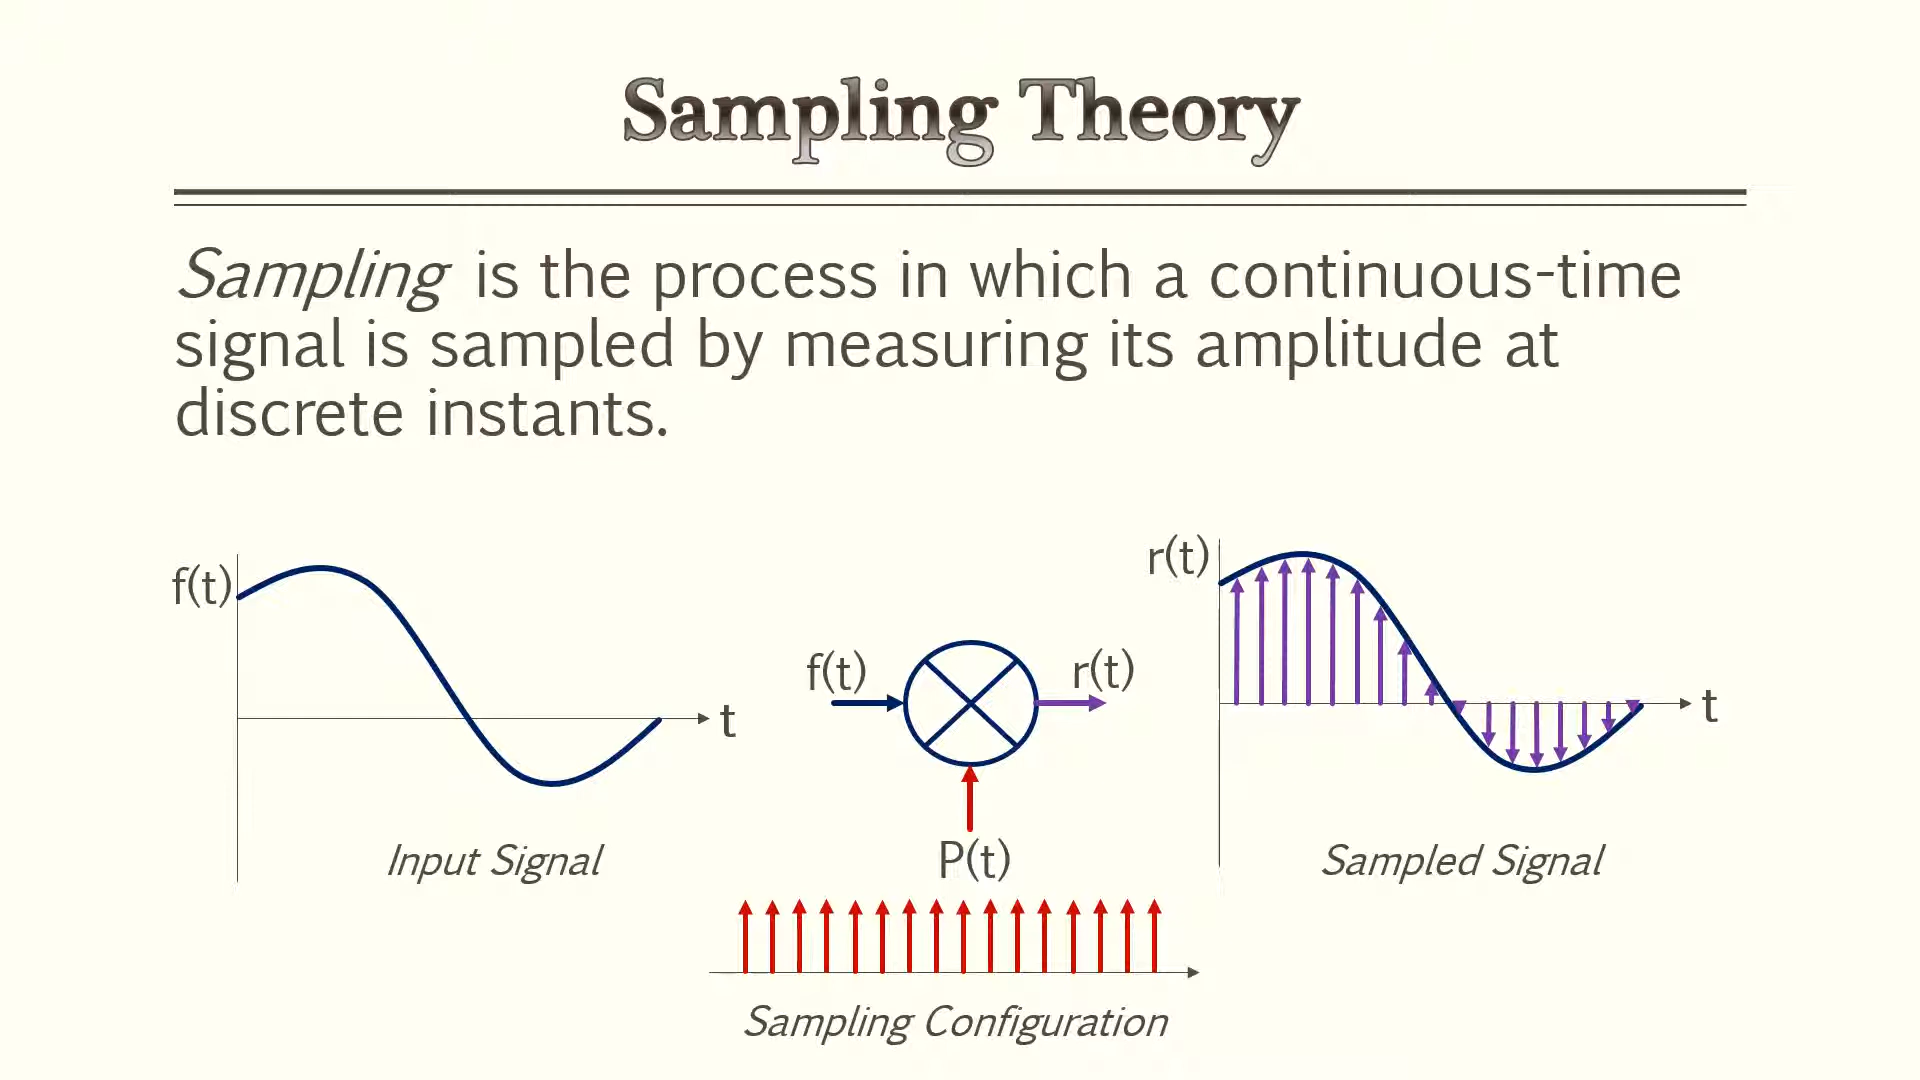 Sampling Theory
Sampling is the process in which a continuous-time
signal is sampled by measuring its amplitude at
discrete instants.
f(t)
t
Input Signal
f(t)
r(t)
P(t)
Sampling Configuration
r(t)
t
Sampled Signal